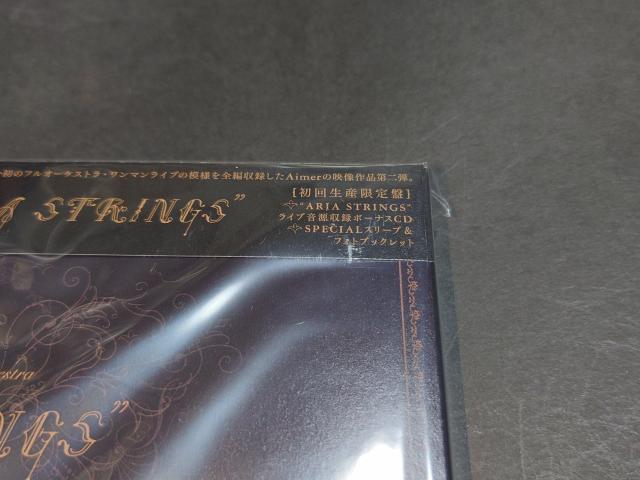 初のフルオーケストラ・ワンマンライブの模様を全編収録したAimerの映像作品第二弾。
[初回生産限定盤]
"ARIA STRINGS"
ライブ音源収録ボーナスCD
SPECIALスリーブ&
フォトブックレット
A STRINGS"
estra
NGS"